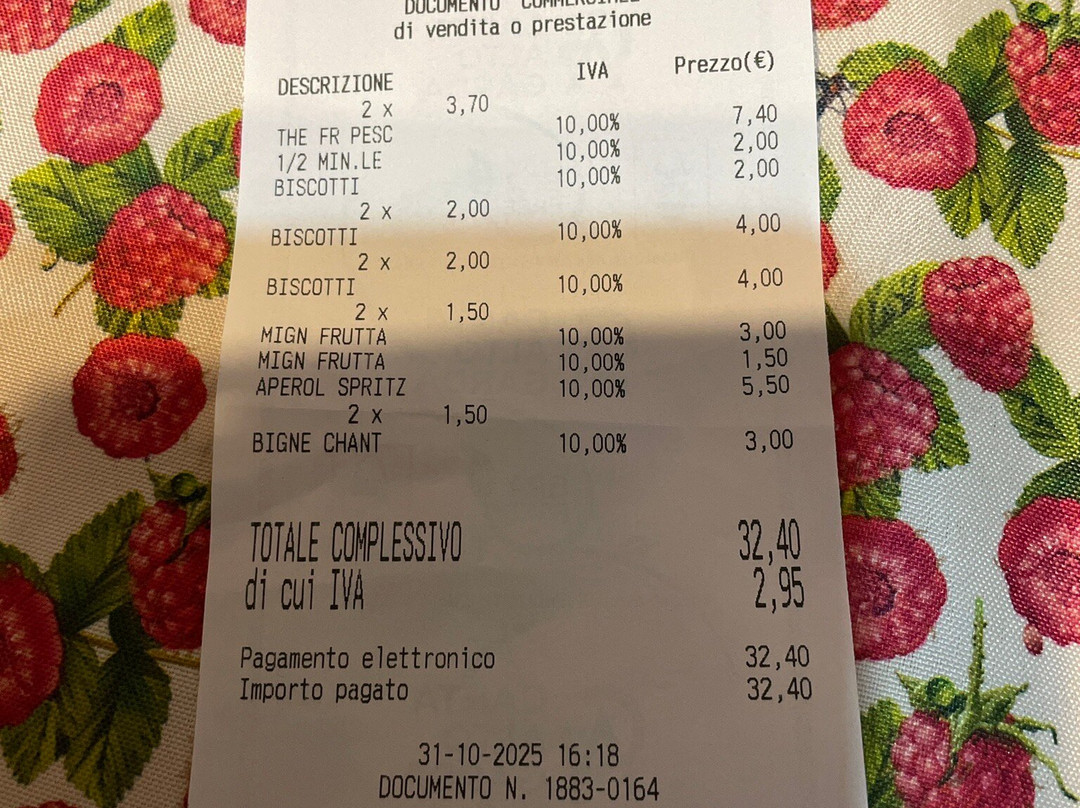 DOCUMENTO COMMERCIALE
di vendita o prestazione
DESCRIZIONE IVA Prezzo(€)
2 x 3,70
THE FR PESC 10,00% 7,40
1/2 MIN.LE 10,00% 2,00
BISCOTTI 10,00% 2,00
2 x 2,00
BISCOTTI 10,00% 4,00
2 x 2,00
BISCOTTI 10,00% 4,00
2 x 1,50
MIGN FRUTTA 10,00% 3,00
MIGN FRUTTA 10,00% 1,50
APEROL SPRITZ 10,00% 5,50
2 x 1,50
BIGNE CHANT 10,00% 3,00
TOTALE COMPLESSIVO 32,40
di cui IVA 2,95
Pagamento elettronico 32,40
Importo pagato 32,40
31-10-2025 16:18
DOCUMENTO N. 1883-0164